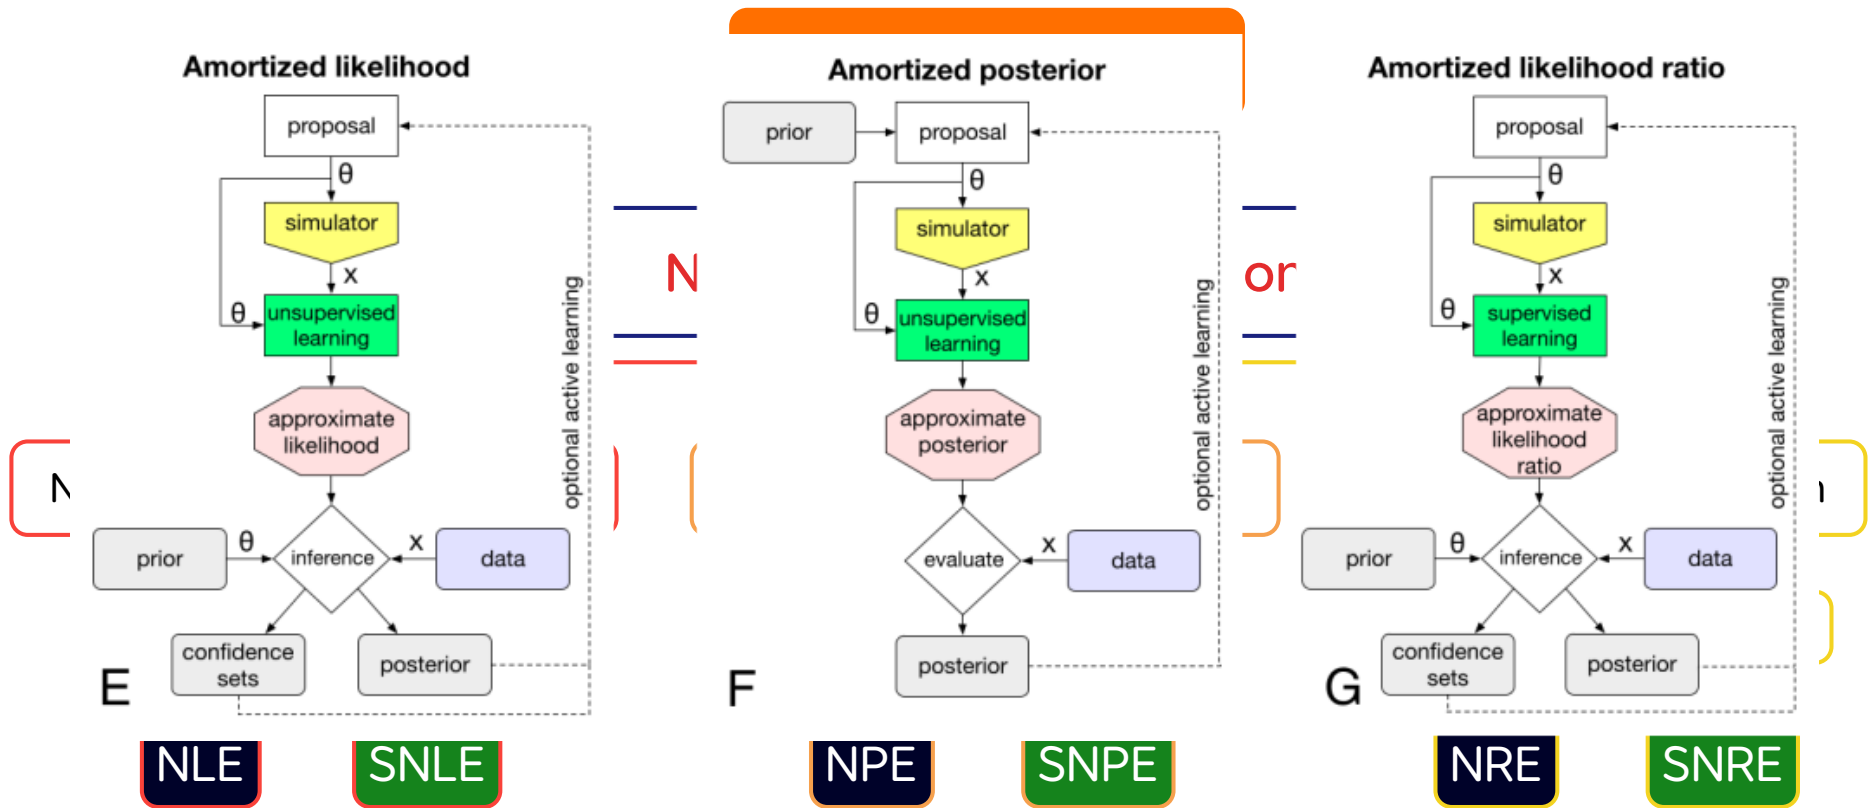 Amortized likelihood
proposal
θ
simulator
x
θ
unsupervised
learning
approximate
likelihood
prior
θ
inference
x
data
confidence
sets
posterior
optional active learning
E
NLE
SNLE
Amortized posterior
prior
proposal
θ
simulator
x
θ
unsupervised
learning
approximate
posterior
evaluate
x
data
posterior
optional active learning
F
NPE
SNPE
Amortized likelihood ratio
proposal
θ
simulator
x
θ
supervised
learning
approximate
likelihood
ratio
prior
θ
inference
x
data
confidence
sets
posterior
optional active learning
G
NRE
SNRE